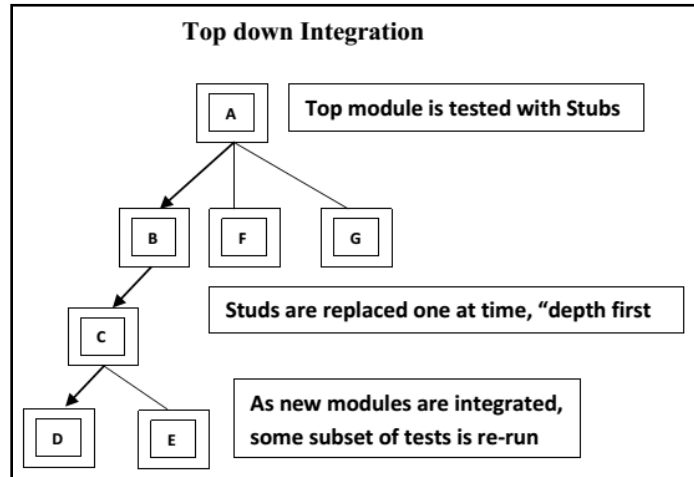 Top down Integration
A
Top module is tested with Stubs
B
F
G
Studs are replaced one at time, “depth first
C
As new modules are integrated,
some subset of tests is re-run
D
E